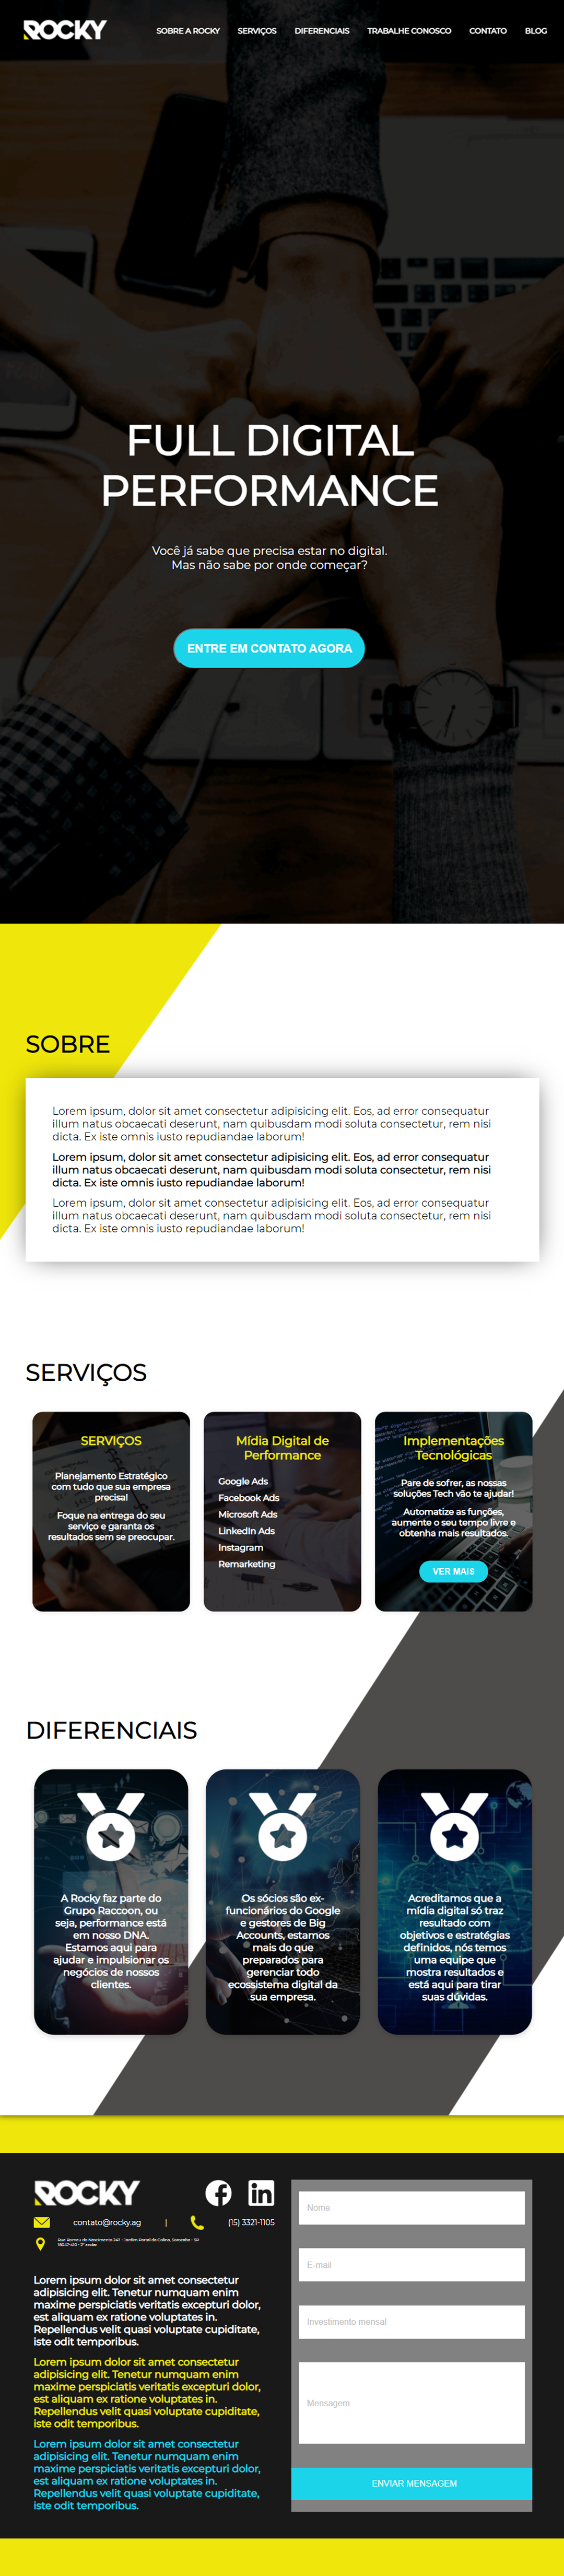 ROCKY
SOBRE A ROCKY SERVIÇOS DIFERENCIAIS TRABALHE CONOSCO CONTATO BLOG
FULL DIGITAL
PERFORMANCE
Você já sabe que precisa estar no digital.
Mas não sabe por onde começar?
ENTRE EM CONTATO AGORA
SOBRE
Lorem ipsum, dolor sit amet consectetur adipisicing elit. Eos, ad error consequatur
illum natus obcaecati deserunt, nam quibusdam modi soluta consectetur, rem nisi
dicta. Ex iste omnis iusto repudiandae laborum!
Lorem ipsum, dolor sit amet consectetur adipisicing elit. Eos, ad error consequatur
illum natus obcaecati deserunt, nam quibusdam modi soluta consectetur, rem nisi
dicta. Ex iste omnis iusto repudiandae laborum!
Lorem ipsum, dolor sit amet consectetur adipisicing elit. Eos, ad error consequatur
illum natus obcaecati deserunt, nam quibusdam modi soluta consectetur, rem nisi
dicta. Ex iste omnis iusto repudiandae laborum!
SERVIÇOS
SERVIÇOS
Planejamento Estratégico
com tudo que sua empresa
precisa!
Foque na entrega do seu
serviço e garanta os
resultados sem se preocupar.
Mídia Digital de
Performance
Google Ads
Facebook Ads
Microsoft Ads
LinkedIn Ads
Instagram
Remarketing
Implementações
Tecnológicas
Pare de sofrer, as nossas
soluções Tech vão te ajudar!
Automatize as funções,
aumente o seu tempo livre e
obtenha mais resultados.
VER MAIS
DIFERENCIAIS
A Rocky faz parte do
Grupo Raccoon, ou
seja, performance está
em nosso DNA.
Estamos aqui para
ajudar e impulsionar os
negócios de nossos
clientes.
Os sócios são ex-
funcionários do Google
e gestores de Big
Accounts, estamos
mais do que
preparados para
gerenciar todo
ecossistema digital da
sua empresa.
Acreditamos que a
mídia digital só traz
resultado com
objetivos e estratégias
definidos, nós temos
uma equipe que
mostra resultados e
está aqui para tirar
suas dúvidas.
ROCKY
contato@rocky.ag | (15) 3321-1105
Rua Romeu do Nascimento 247 - Jardim Portal da Colina, Sorocaba - SP
18047-410 - 2º andar
Lorem ipsum dolor sit amet consectetur
adipisicing elit. Tenetur numquam enim
maxime perspiciatis veritatis excepturi dolor,
est aliquam ex ratione voluptates in.
Repellendus velit quasi voluptate cupiditate,
iste odit temporibus.
Lorem ipsum dolor sit amet consectetur
adipisicing elit. Tenetur numquam enim
maxime perspiciatis veritatis excepturi dolor,
est aliquam ex ratione voluptates in.
Repellendus velit quasi voluptate cupiditate,
iste odit temporibus.
Lorem ipsum dolor sit amet consectetur
adipisicing elit. Tenetur numquam enim
maxime perspiciatis veritatis excepturi dolor,
est aliquam ex ratione voluptates in.
Repellendus velit quasi voluptate cupiditate,
iste odit temporibus.
Nome
E-mail
Investimento mensal
Mensagem
ENVIAR MENSAGEM